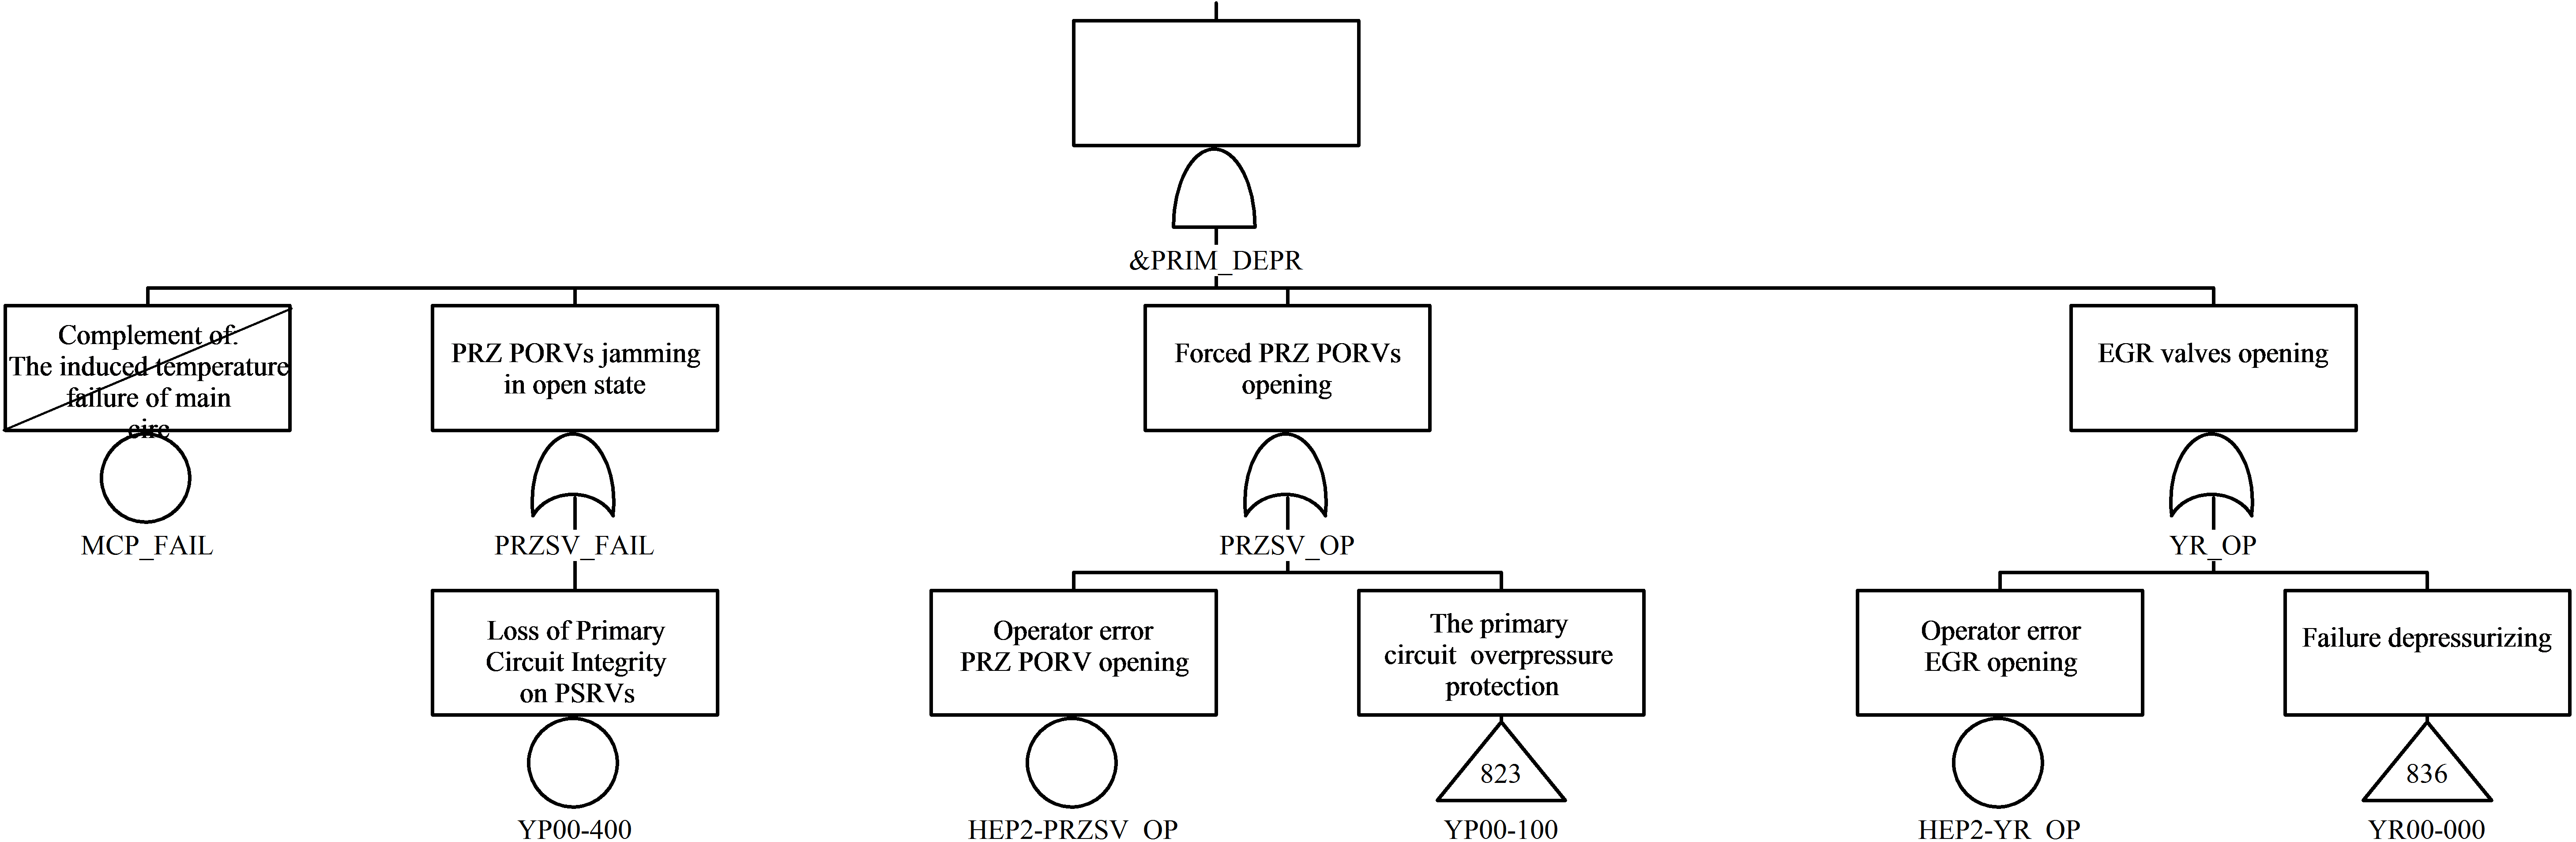 &PRIM_DEPR
Complement of:
The induced temperature
failure of main
circ
MCP_FAIL
PRZ PORVs jamming
in open state
PRZSV_FAIL
Forced PRZ PORVs
opening
PRZSV_OP
EGR valves opening
YR_OP
Loss of Primary
Circuit Integrity
on PSRVs
YP00-400
Operator error
PRZ PORV opening
HEP2-PRZSV_OP
The primary
circuit overpressure
protection
823
YP00-100
Operator error
EGR opening
HEP2-YR_OP
Failure depressurizing
836
YR00-000